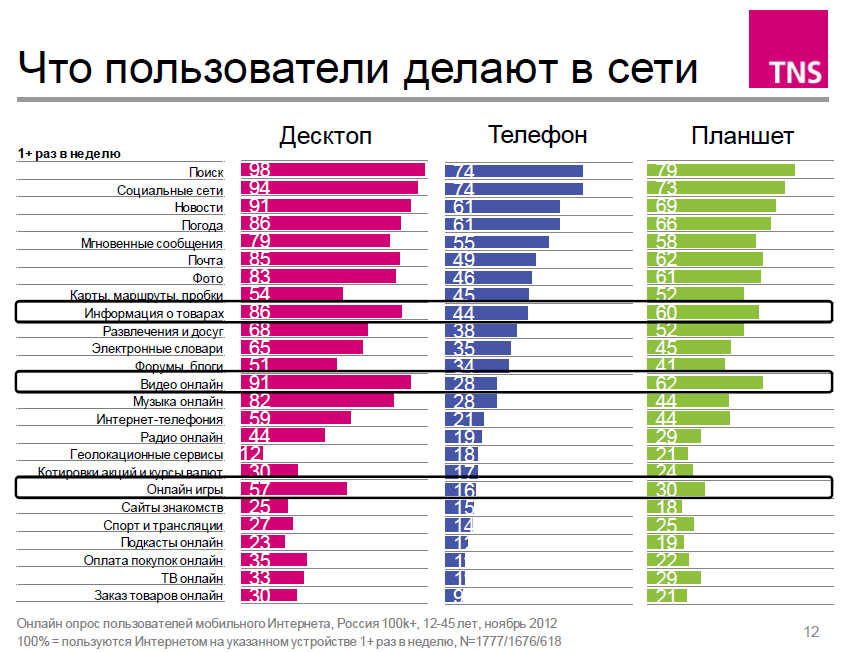 Что пользователи делают в сети
TNS
Десктоп Телефон Планшет
1+ раз в неделю
Поиск 98 74 79
Социальные сети 94 74 73
Новости 91 61 69
Погода 86 61 66
Мгновенные сообщения 79 55 58
Почта 85 49 62
Фото 83 46 61
Карты, маршруты, пробки 54 45 52
Информация о товарах 86 44 60
Развлечения и досуг 68 38 52
Электронные словари 65 35 45
Форумы, блоги 51 34 41
Видео онлайн 91 28 62
Музыка онлайн 82 28 44
Интернет-телефония 59 21 44
Радио онлайн 44 19 29
Геолокационные сервисы 12 18 21
Котировки акций и курсы валют 30 17 24
Онлайн игры 57 16 30
Сайты знакомств 25 15 18
Спорт и трансляции 27 14 25
Подкасты онлайн 23 19
Оплата покупок онлайн 35 22
ТВ онлайн 33 29
Заказ товаров онлайн 30 9 21
Онлайн опрос пользователей мобильного Интернета, Россия 100k+, 12-45 лет, ноябрь 2012
100% = пользуются Интернетом на указанном устройстве 1+ раз в неделю, N=1777/1676/618
12